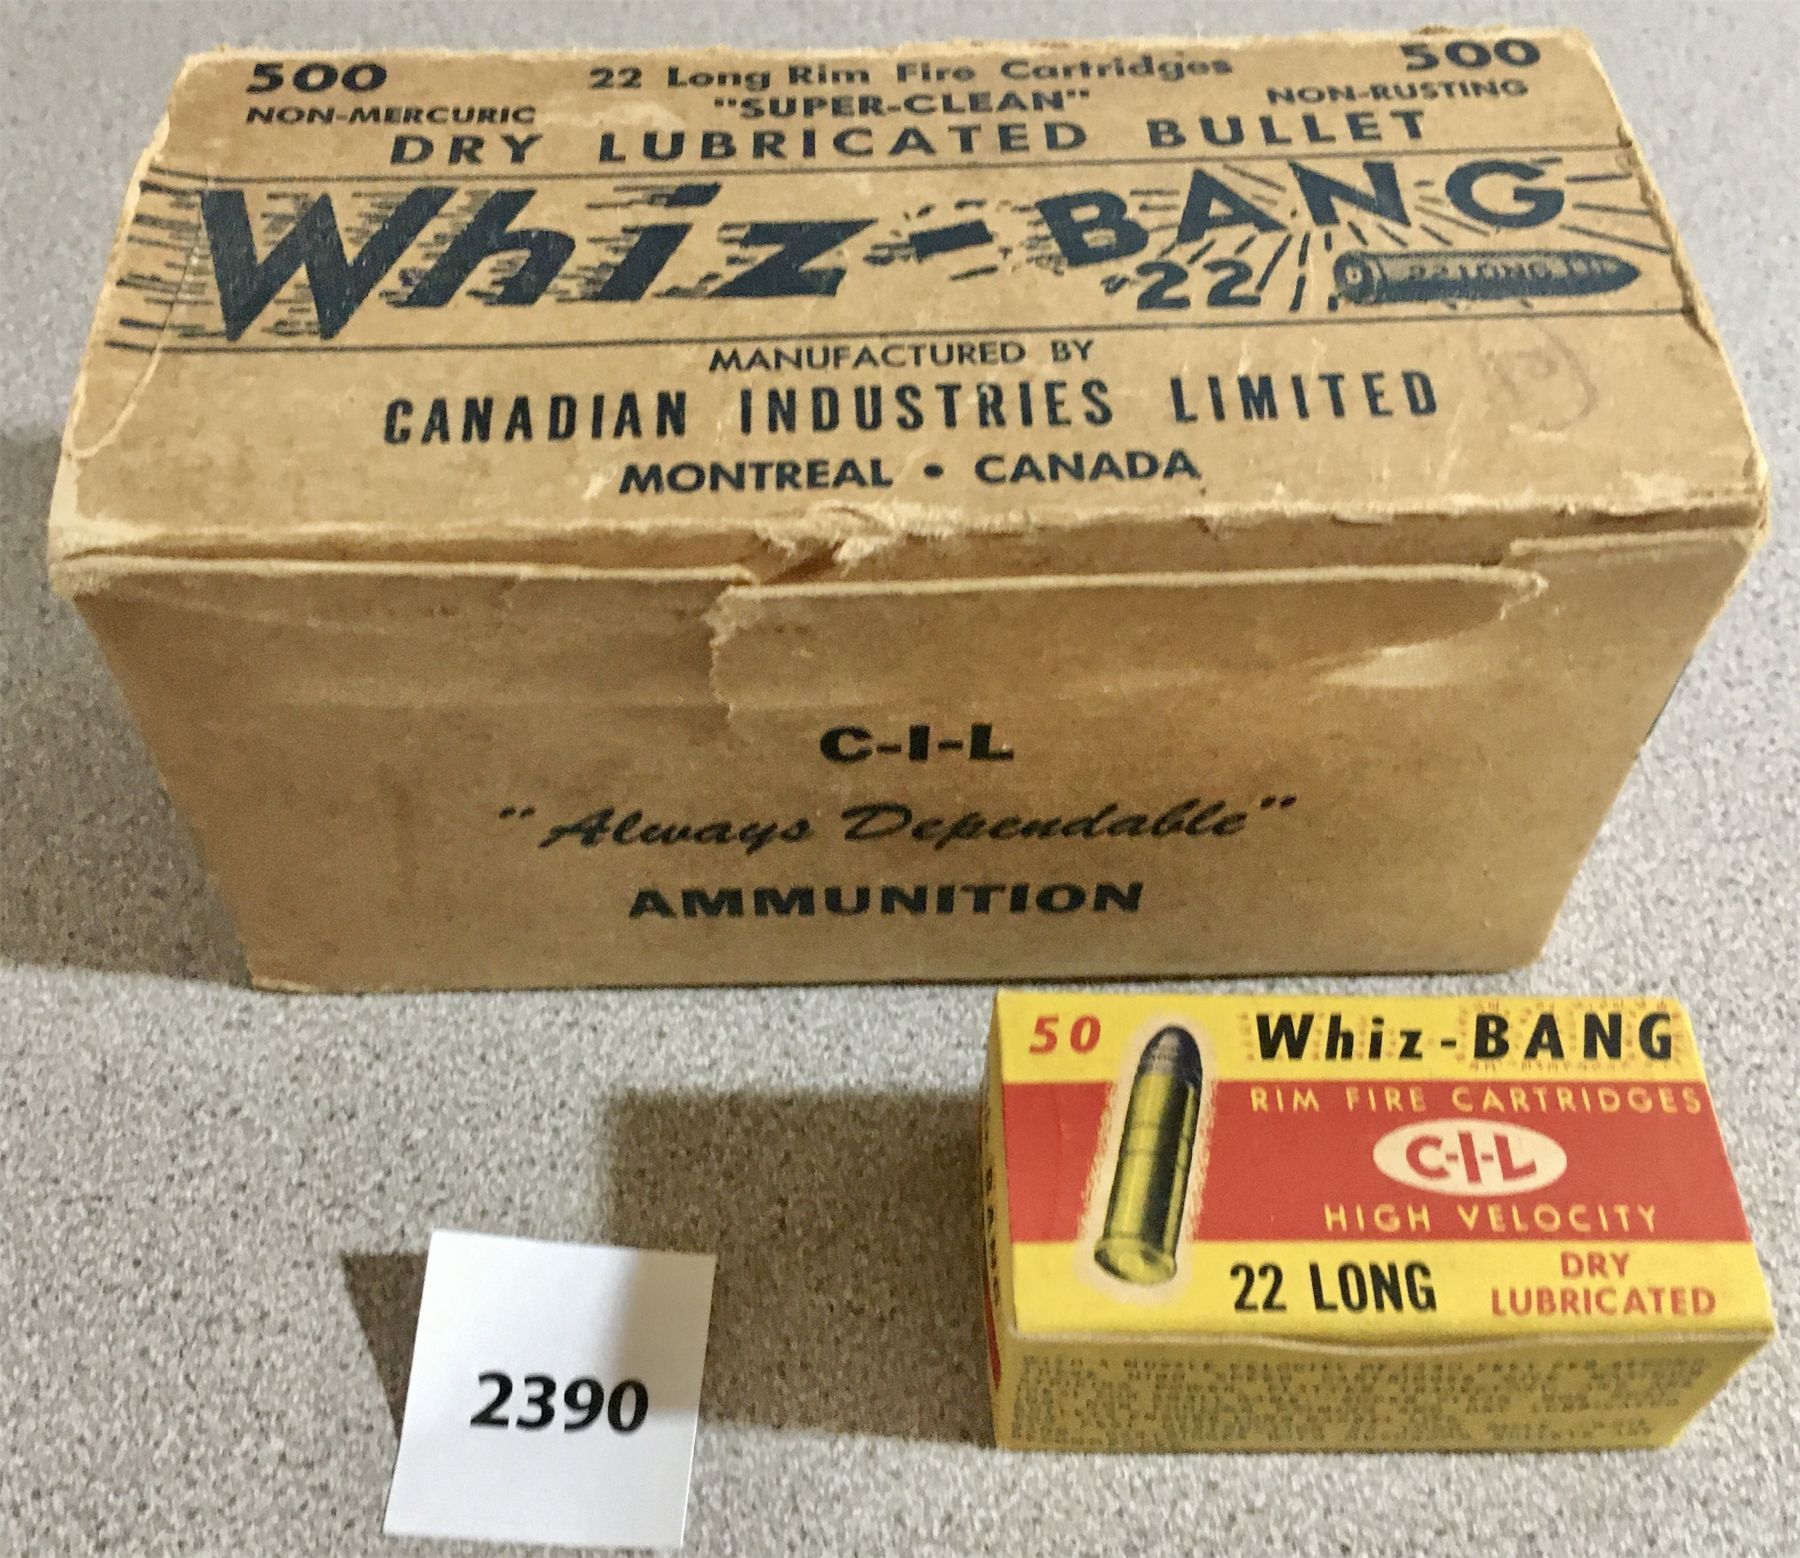 500 22 Long Rim Fire Cartridges 500
NON-MERCURIC "SUPER-CLEAN" NON-RUSTING
DRY LUBRICATED BULLET
Whiz-BANG
22
22 LONG
MANUFACTURED BY
CANADIAN INDUSTRIES LIMITED
MONTREAL • CANADA
C-I-L
"Always Dependable"
AMMUNITION
50 Whiz-BANG
RIM FIRE CARTRIDGES
C-I-L
HIGH VELOCITY
22 LONG DRY
LUBRICATED
2390